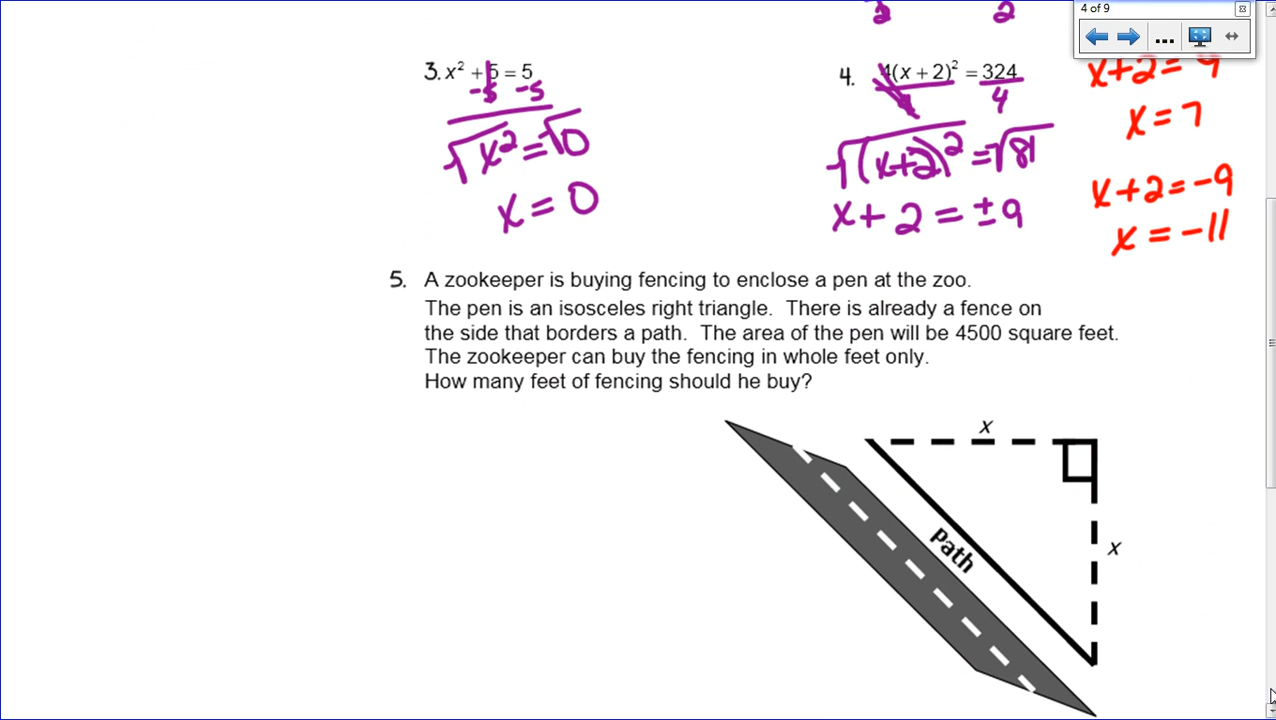 4 of 9
3. x² + 5 = 5
-5 -5
√x² = √0
x = 0
4. 4(x + 2)² = 324
4
√(x+2)² = √81
x + 2 = ±9
x+2 = 9
x = 7
x+2 = -9
x = -11
5. A zookeeper is buying fencing to enclose a pen at the zoo.
The pen is an isosceles right triangle. There is already a fence on
the side that borders a path. The area of the pen will be 4500 square feet.
The zookeeper can buy the fencing in whole feet only.
How many feet of fencing should he buy?
x
Path
x